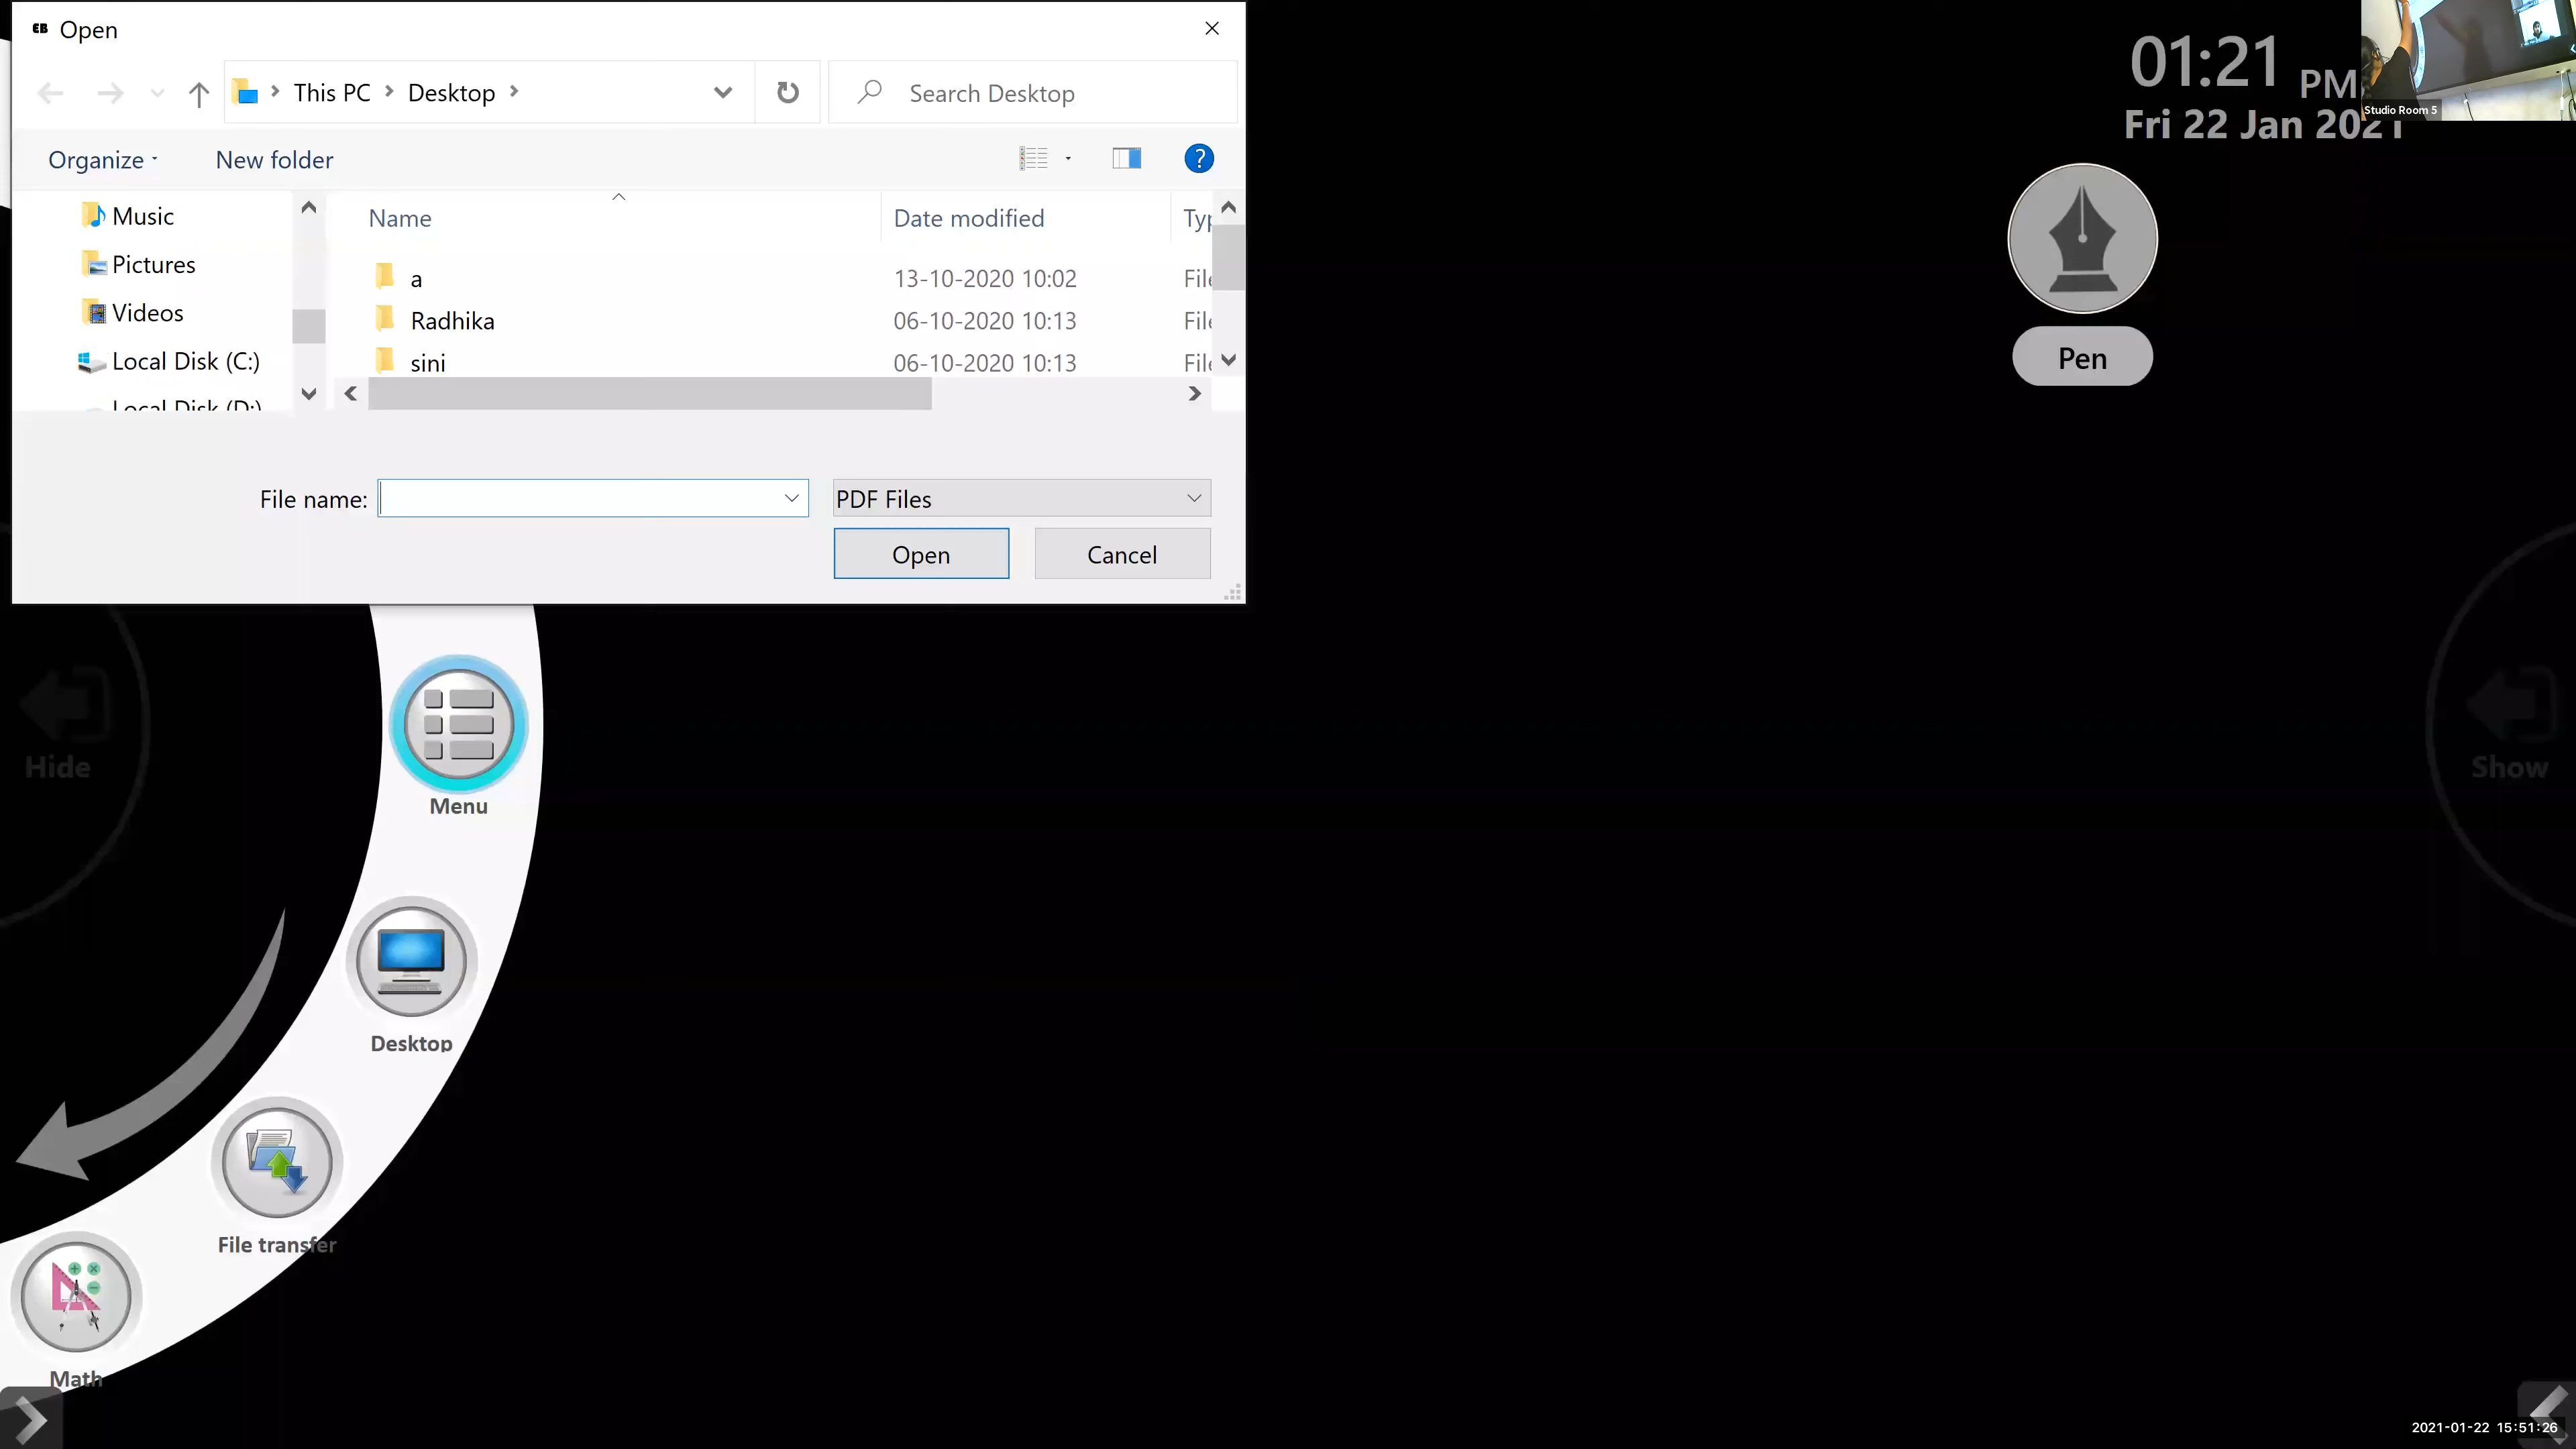 EB Open
This PC Desktop
Search Desktop
Organize
New folder
?
Name
Date modified
Music
a
13-10-2020 10:02
Pictures
Radhika
06-10-2020 10:13
Videos
sini
06-10-2020 10:13
Local Disk (C:)
Local Disk (D:)
File name:
PDF Files
Open
Cancel
01:21 PM
Fri 22 Jan 2021
Studio Room 5
Pen
Hide
Show
Menu
Desktop
File transfer
Math
2021-01-22 15:51:26